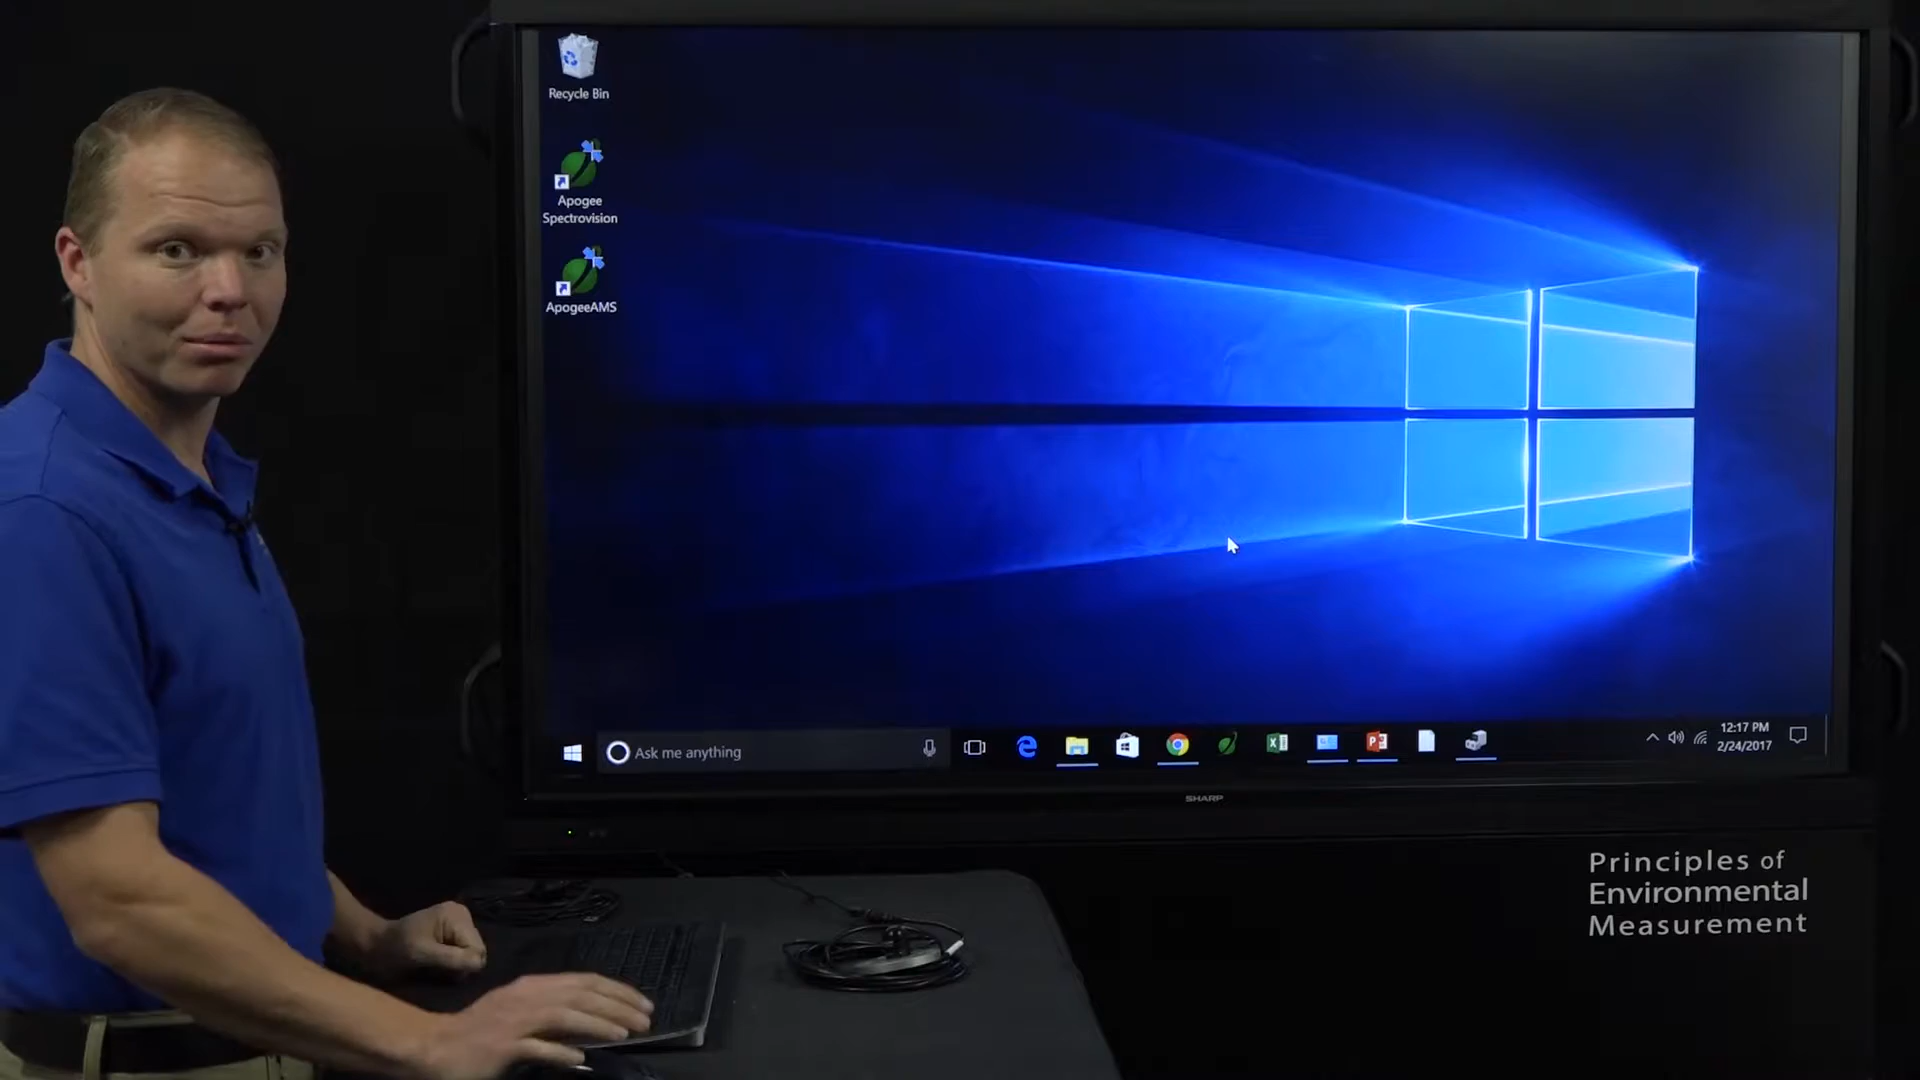 Recycle Bin
Apogee
Spectrovision
ApogeeAMS
Ask me anything
12:17 PM
2/24/2017
SHARP
Principles of
Environmental
Measurement